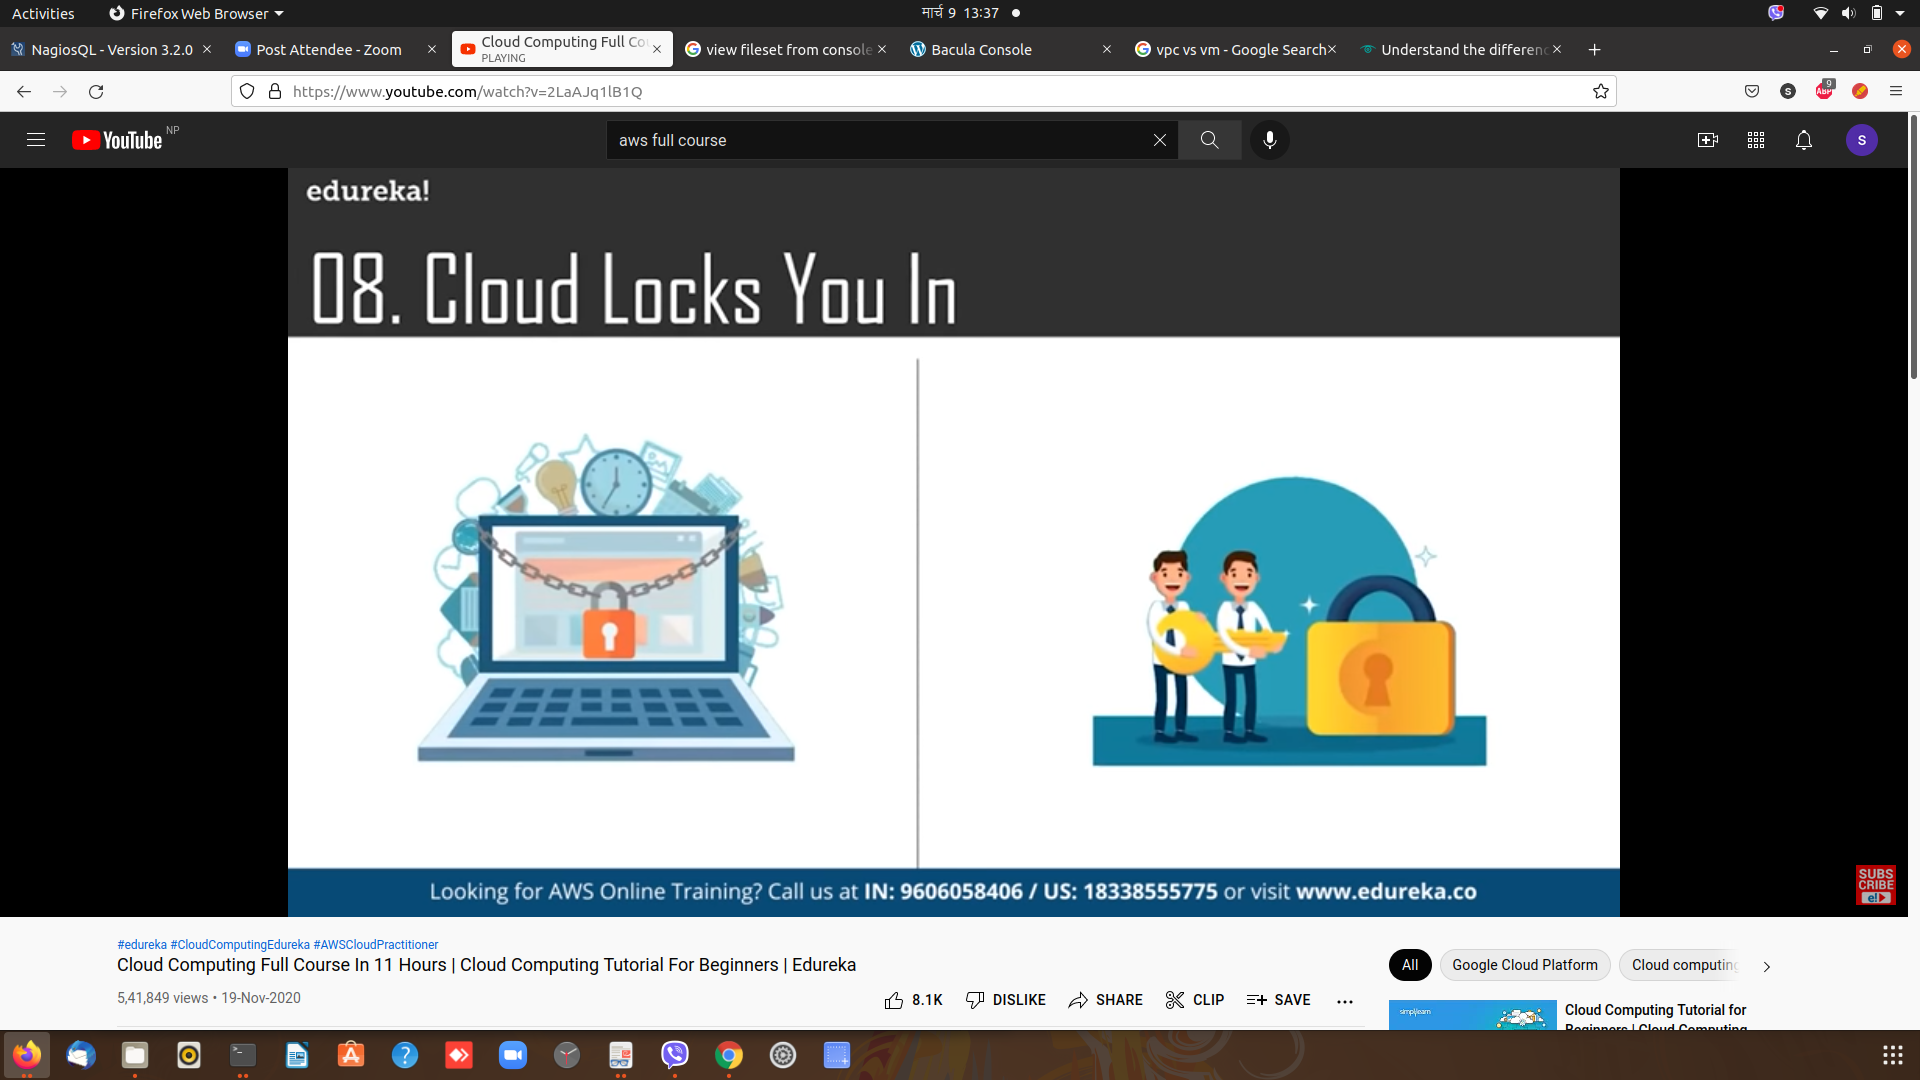 Activities
Firefox Web Browser
मार्च 9 13:37
NagiosQL - Version 3.2.0
Post Attendee - Zoom
Cloud Computing Full Co
PLAYING
view fileset from console
Bacula Console
vpc vs vm - Google Search
Understand the differenc
https://www.youtube.com/watch?v=2LaAJq1lB1Q
S
ABP
9
YouTube NP
aws full course
S
edureka!
08. Cloud Locks You In
Looking for AWS Online Training? Call us at IN: 9606058406 / US: 18338555775 or visit www.edureka.co
SUBS
CRIBE
e!
#edureka #CloudComputingEdureka #AWSCloudPractitioner
Cloud Computing Full Course In 11 Hours | Cloud Computing Tutorial For Beginners | Edureka
5,41,849 views • 19-Nov-2020
8.1K
DISLIKE
SHARE
CLIP
SAVE
All
Google Cloud Platform
Cloud computing
simplilearn
Cloud Computing Tutorial for
Beginners | Cloud Computing